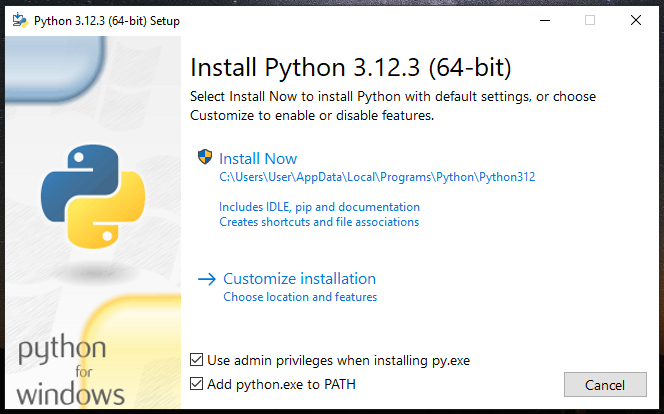 Python 3.12.3 (64-bit) Setup
Install Python 3.12.3 (64-bit)
Select Install Now to install Python with default settings, or choose
Customize to enable or disable features.
Install Now
C:\Users\User\AppData\Local\Programs\Python\Python312
Includes IDLE, pip and documentation
Creates shortcuts and file associations
Customize installation
Choose location and features
Use admin privileges when installing py.exe
Add python.exe to PATH
Cancel
python
for
windows